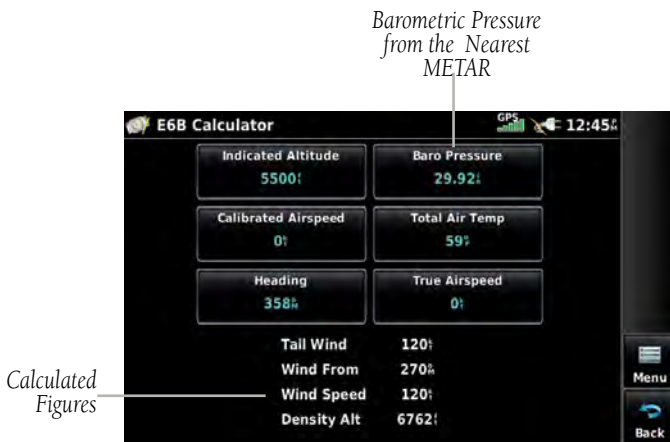 Barometric Pressure
from the Nearest
METAR
E6B Calculator
GPS
12:45
Indicated Altitude
5500
Baro Pressure
29.92
Calibrated Airspeed
0
Total Air Temp
59
Heading
358
True Airspeed
0
Tail Wind 120
Wind From 270
Wind Speed 120
Density Alt 6762
Calculated
Figures
Menu
Back